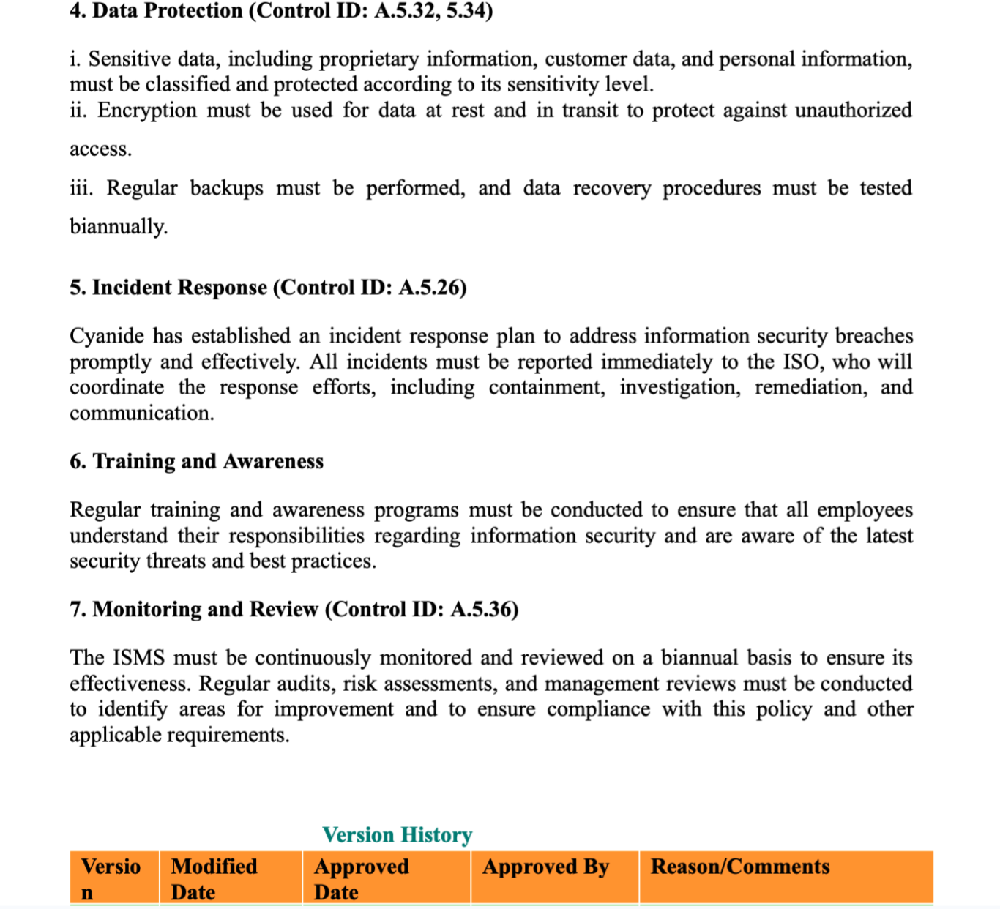 4. Data Protection (Control ID: A.5.32, 5.34)
i. Sensitive data, including proprietary information, customer data, and personal information,
must be classified and protected according to its sensitivity level.
ii. Encryption must be used for data at rest and in transit to protect against unauthorized
access.
iii. Regular backups must be performed, and data recovery procedures must be tested
biannually.
5. Incident Response (Control ID: A.5.26)
Cyanide has established an incident response plan to address information security breaches
promptly and effectively. All incidents must be reported immediately to the ISO, who will
coordinate the response efforts, including containment, investigation, remediation, and
communication.
6. Training and Awareness
Regular training and awareness programs must be conducted to ensure that all employees
understand their responsibilities regarding information security and are aware of the latest
security threats and best practices.
7. Monitoring and Review (Control ID: A.5.36)
The ISMS must be continuously monitored and reviewed on a biannual basis to ensure its
effectiveness. Regular audits, risk assessments, and management reviews must be conducted
to identify areas for improvement and to ensure compliance with this policy and other
applicable requirements.
Version History
Versio Modified Approved Approved By Reason/Comments
n Date Date